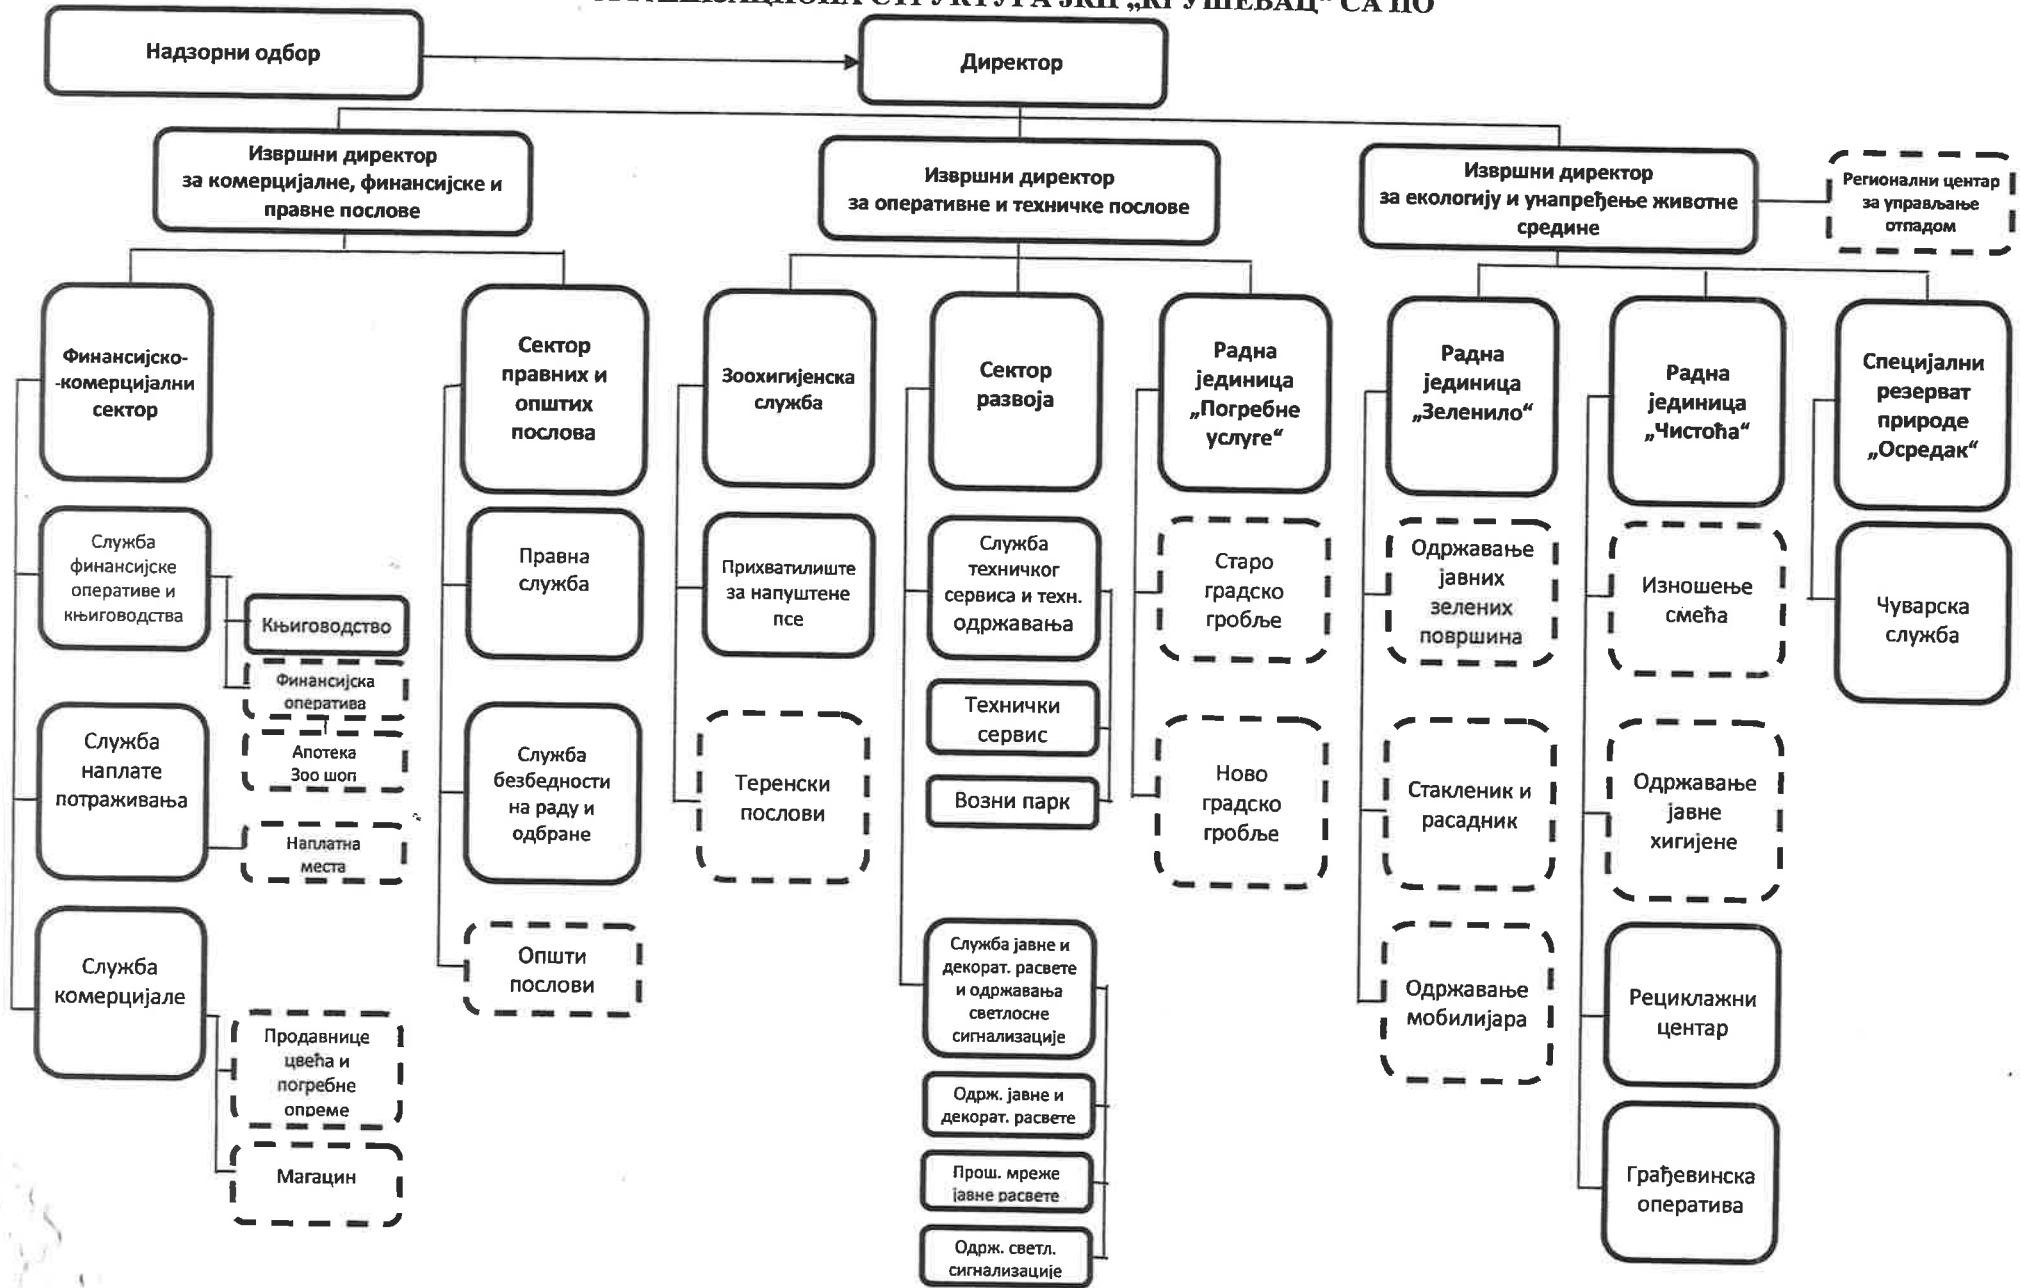 СТРУКТУРА ЈКП „КРУШЕВАЦ“ СА ПО
Надзорни одбор
Директор
Извршни директор
за комерцијалне, финансијске и
правне послове
Извршни директор
за оперативне и техничке послове
Извршни директор
за екологију и унапређење животне
средине
Регионални центар
за управљање
отпадом
Финансијско-
-комерцијални
сектор
Сектор
правних и
општих
послова
Зоохигијенска
служба
Сектор
развоја
Радна
јединица
„Погребне
услуге“
Радна
јединица
„Зеленило“
Радна
јединица
„Чистоћа“
Специјални
резерват
природе
„Осредак“
Служба
финансијске
оперативе и
књиговодства
Књиговодство
Финансијска
оператива
Апотека
Зоо шоп
Служба
наплате
потраживања
Наплатна
места
Служба
комерцијале
Продавнице
цвећа и
погребне
опреме
Магацин
Правна
служба
Служба
безбедности
на раду и
одбране
Општи
послови
Прихватилиште
за напуштене
псе
Теренски
послови
Служба
техничког
сервиса и техн.
одржавања
Технички
сервис
Возни парк
Служба јавне и
декорат. расвете
и одржавања
светлосне
сигнализације
Одрж. јавне и
декорат. расвете
Прош. мреже
јавне расвете
Одрж. светл.
сигнализације
Старо
градско
гробље
Ново
градско
гробље
Одржавање
јавних
зелених
површина
Стакленик и
расадник
Одржавање
мобилијара
Изношење
смећа
Одржавање
јавне
хигијене
Рециклажни
центар
Грађевинска
оператива
Чуварска
служба